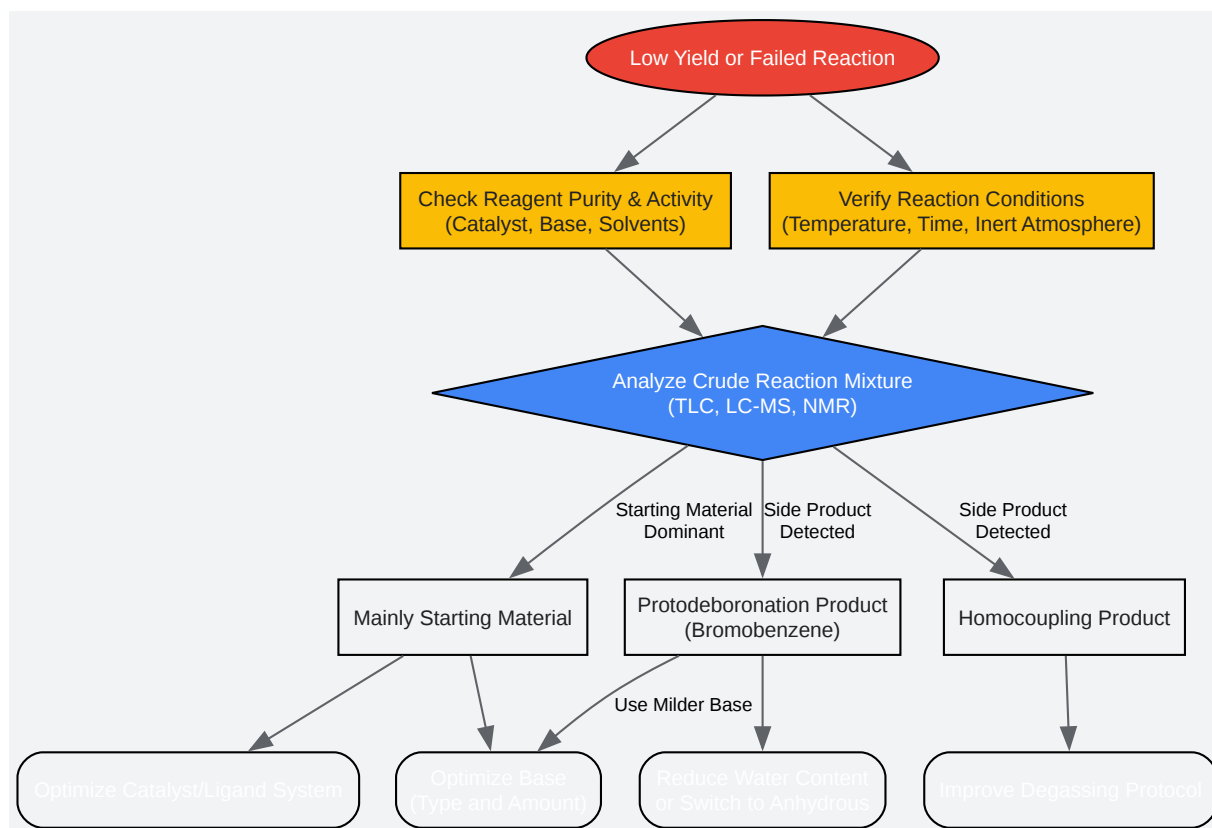 Low Yield or Failed Reaction
Check Reagent Purity & Activity
(Catalyst, Base, Solvents)
Verify Reaction Conditions
(Temperature, Time, Inert Atmosphere)
Analyze Crude Reaction Mixture
(TLC, LC-MS, NMR)
Starting Material
Dominant
Side Product
Detected
Side Product
Detected
Mainly Starting Material
Protodeboronation Product
(Bromobenzene)
Homocoupling Product
Use Milder Base
Optimize Catalyst/Ligand System
Optimize Base
(Type and Amount)
Reduce Water Content
or Switch to Anhydrous
Improve Degassing Protocol